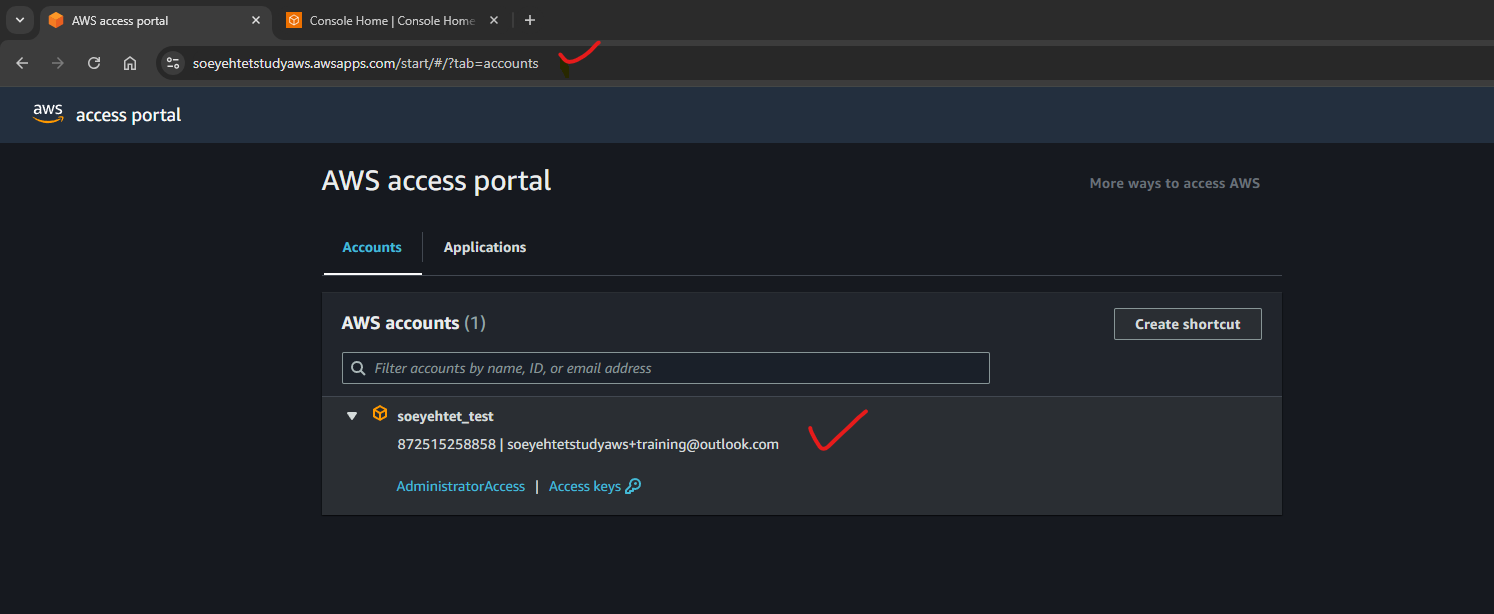 AWS access portal
Console Home | Console Home
soeyehtetstudyaws.awsapps.com/start/#/?tab=accounts
aws access portal
AWS access portal
More ways to access AWS
Accounts
Applications
AWS accounts (1)
Create shortcut
Filter accounts by name, ID, or email address
soeyehtet_test
872515258858 | soeyehtetstudyaws+training@outlook.com
AdministratorAccess | Access keys